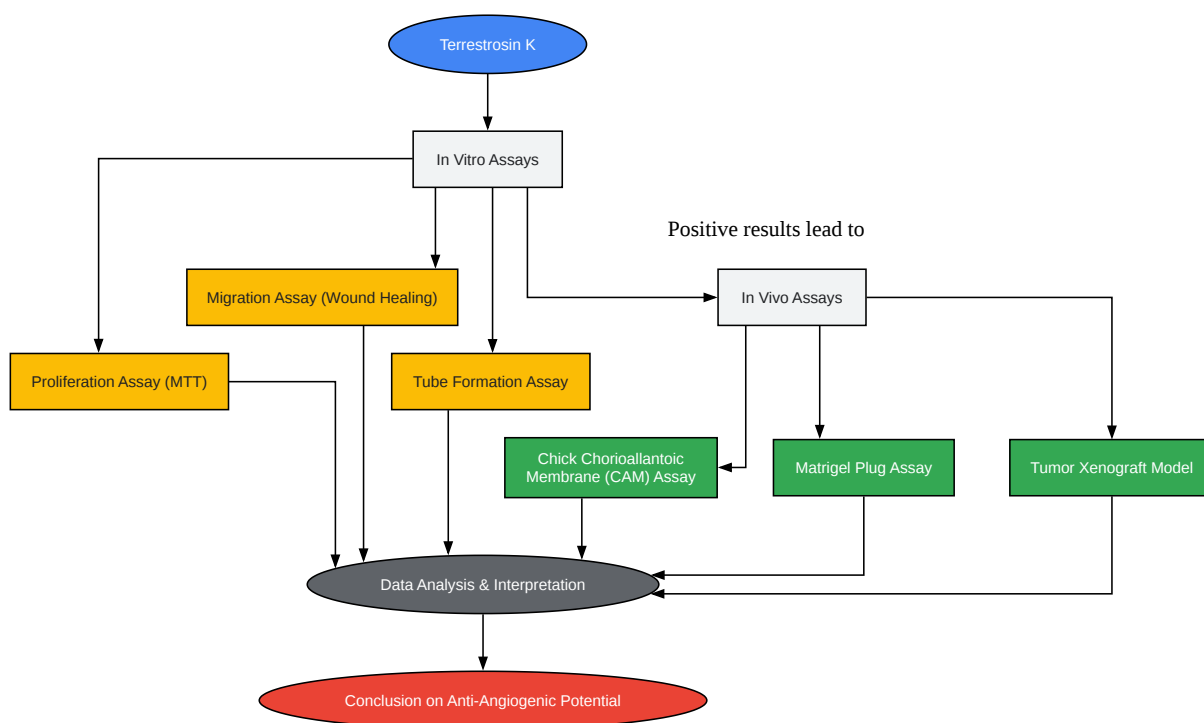 Terrestrosin K
In Vitro Assays
Positive results lead to
Migration Assay (Wound Healing)
In Vivo Assays
Proliferation Assay (MTT)
Tube Formation Assay
Chick Chorioallantoic
Membrane (CAM) Assay
Matrigel Plug Assay
Tumor Xenograft Model
Data Analysis & Interpretation
Conclusion on Anti-Angiogenic Potential